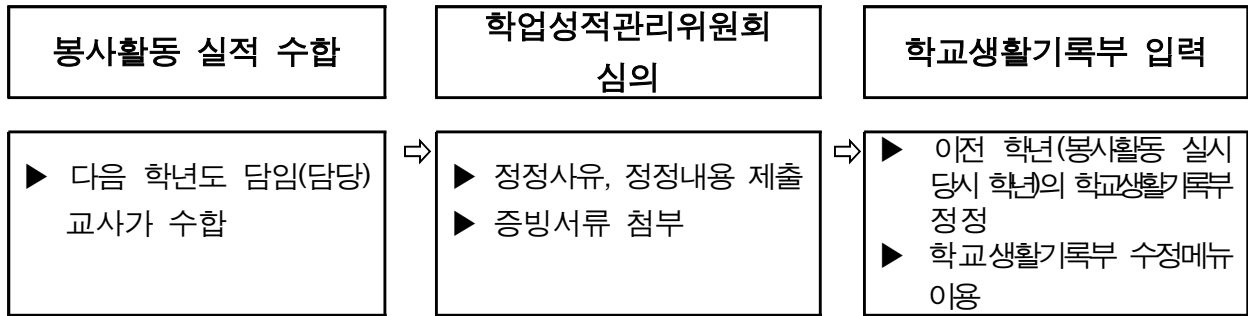 봉사활동 실적 수합
학업성적관리위원회
심의
학교생활기록부 입력
▶ 다음 학년도 담임(담당)
교사가 수합
⇨
▶ 정정사유, 정정내용 제출
▶ 증빙서류 첨부
⇨
▶ 이전 학년(봉사활동 실시
당시 학년)의 학교생활기록부
정정
▶ 학교생활기록부 수정메뉴
이용